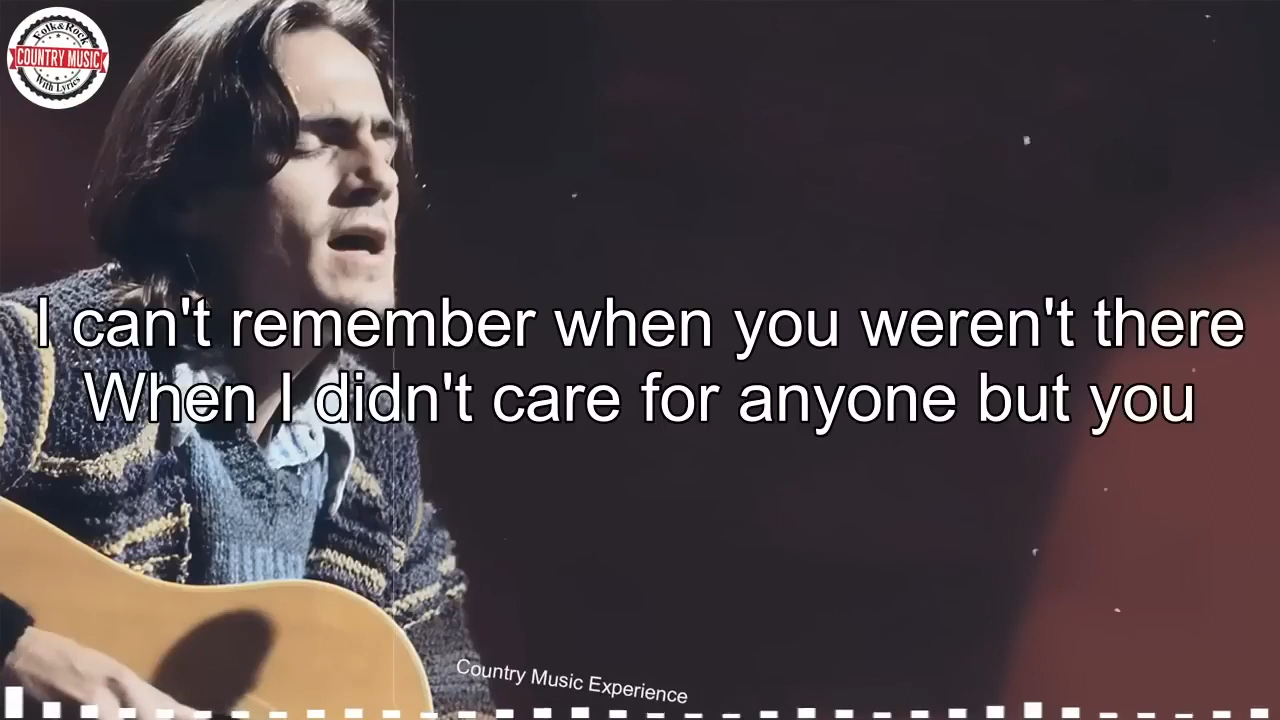 Folk&Rock
COUNTRY MUSIC
With Lyrics
I can't remember when you weren't there
When I didn't care for anyone but you
Country Music Experience